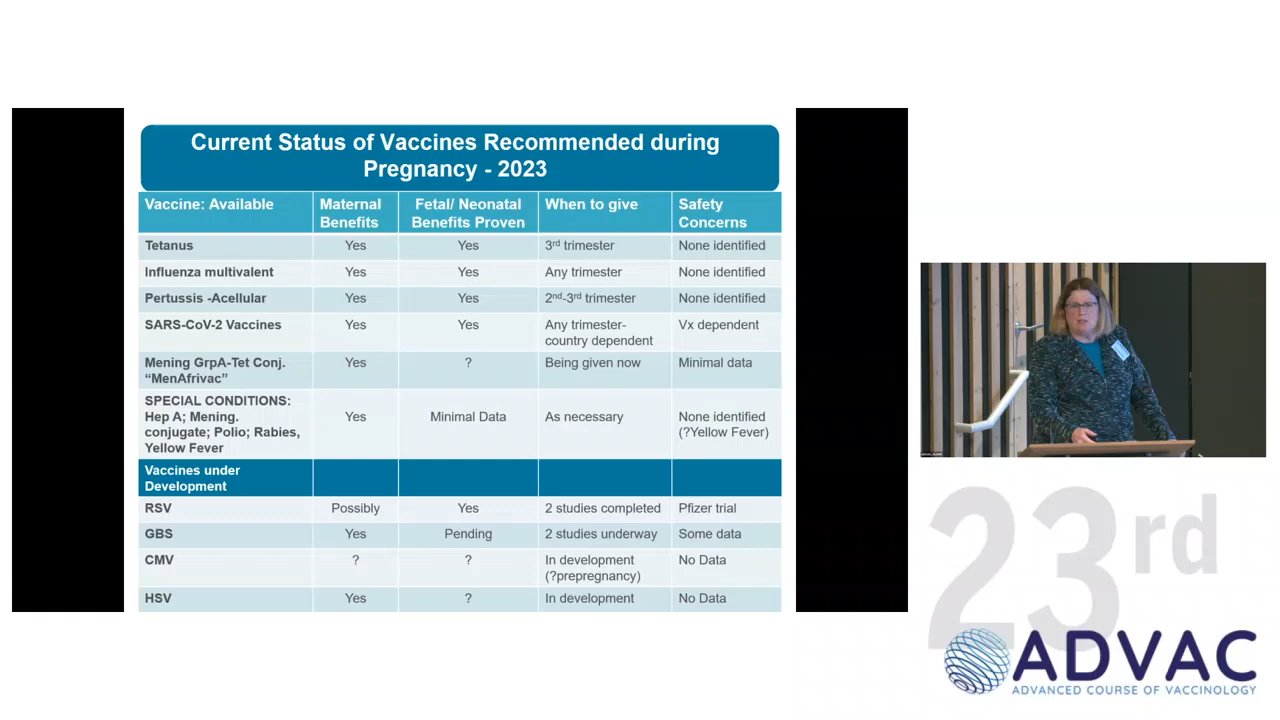 Current Status of Vaccines Recommended during
Pregnancy - 2023
Vaccine: Available
Maternal
Benefits
Fetal/ Neonatal
Benefits Proven
When to give
Safety
Concerns
Tetanus
Yes
Yes
3rd trimester
None identified
Influenza multivalent
Yes
Yes
Any trimester
None identified
Pertussis -Acellular
Yes
Yes
2nd-3rd trimester
None identified
SARS-CoV-2 Vaccines
Yes
Yes
Any trimester-
country dependent
Vx dependent
Mening GrpA-Tet Conj.
“MenAfrivac”
Yes
?
Being given now
Minimal data
SPECIAL CONDITIONS:
Hep A; Mening.
conjugate; Polio; Rabies,
Yellow Fever
Yes
Minimal Data
As necessary
None identified
(?Yellow Fever)
Vaccines under
Development
RSV
Possibly
Yes
2 studies completed
Pfizer trial
GBS
Yes
Pending
2 studies underway
Some data
CMV
?
?
In development
(?prepregnancy)
No Data
HSV
Yes
?
In development
No Data
23rd
ADVAC
ADVANCED COURSE OF VACCINOLOGY